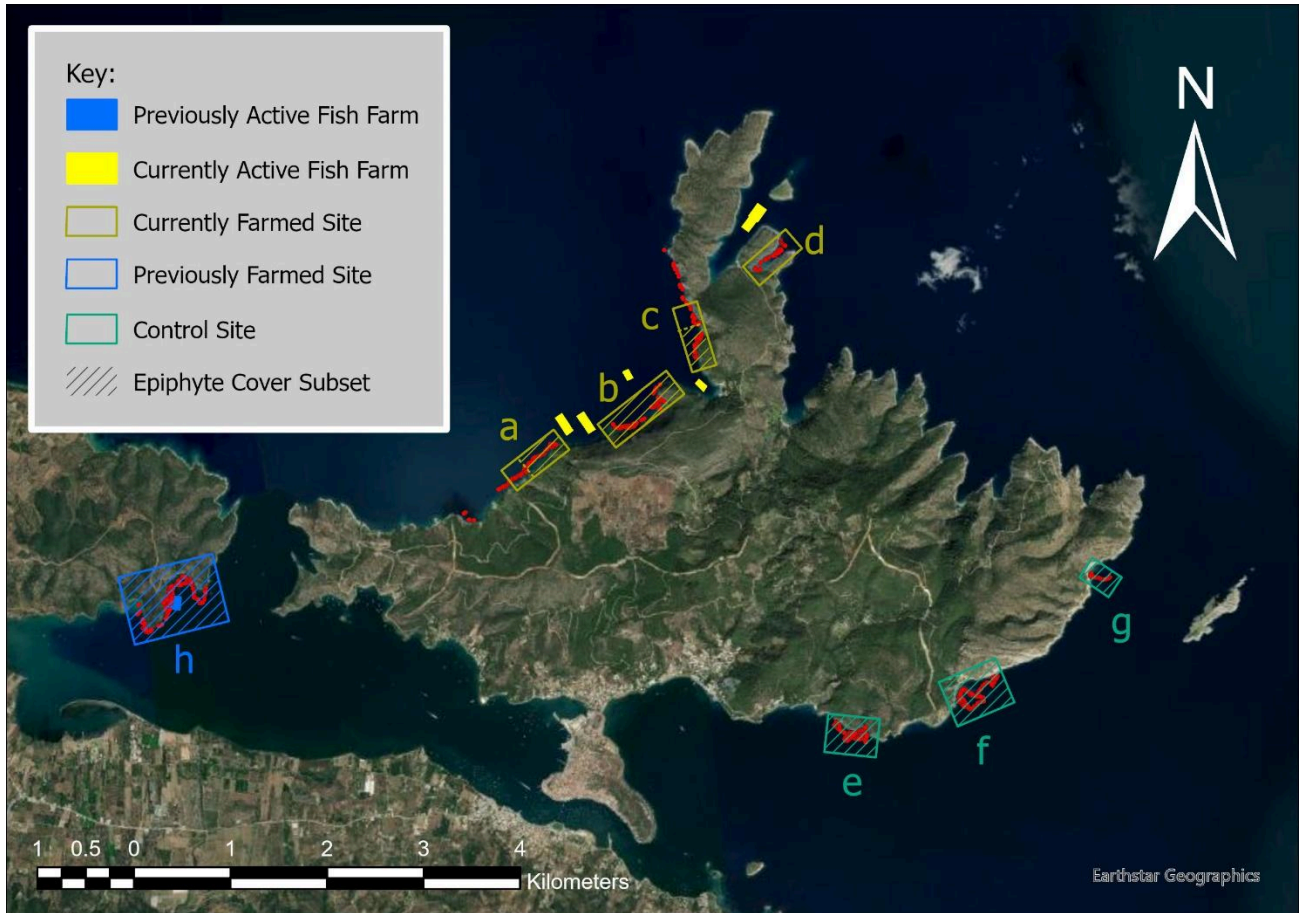 Key:
Previously Active Fish Farm
Currently Active Fish Farm
Currently Farmed Site
Previously Farmed Site
Control Site
Epiphyte Cover Subset
N
d
c
b
a
g
h
f
e
1 0.5 0 1 2 3 4
Kilometers
Earthstar Geographics